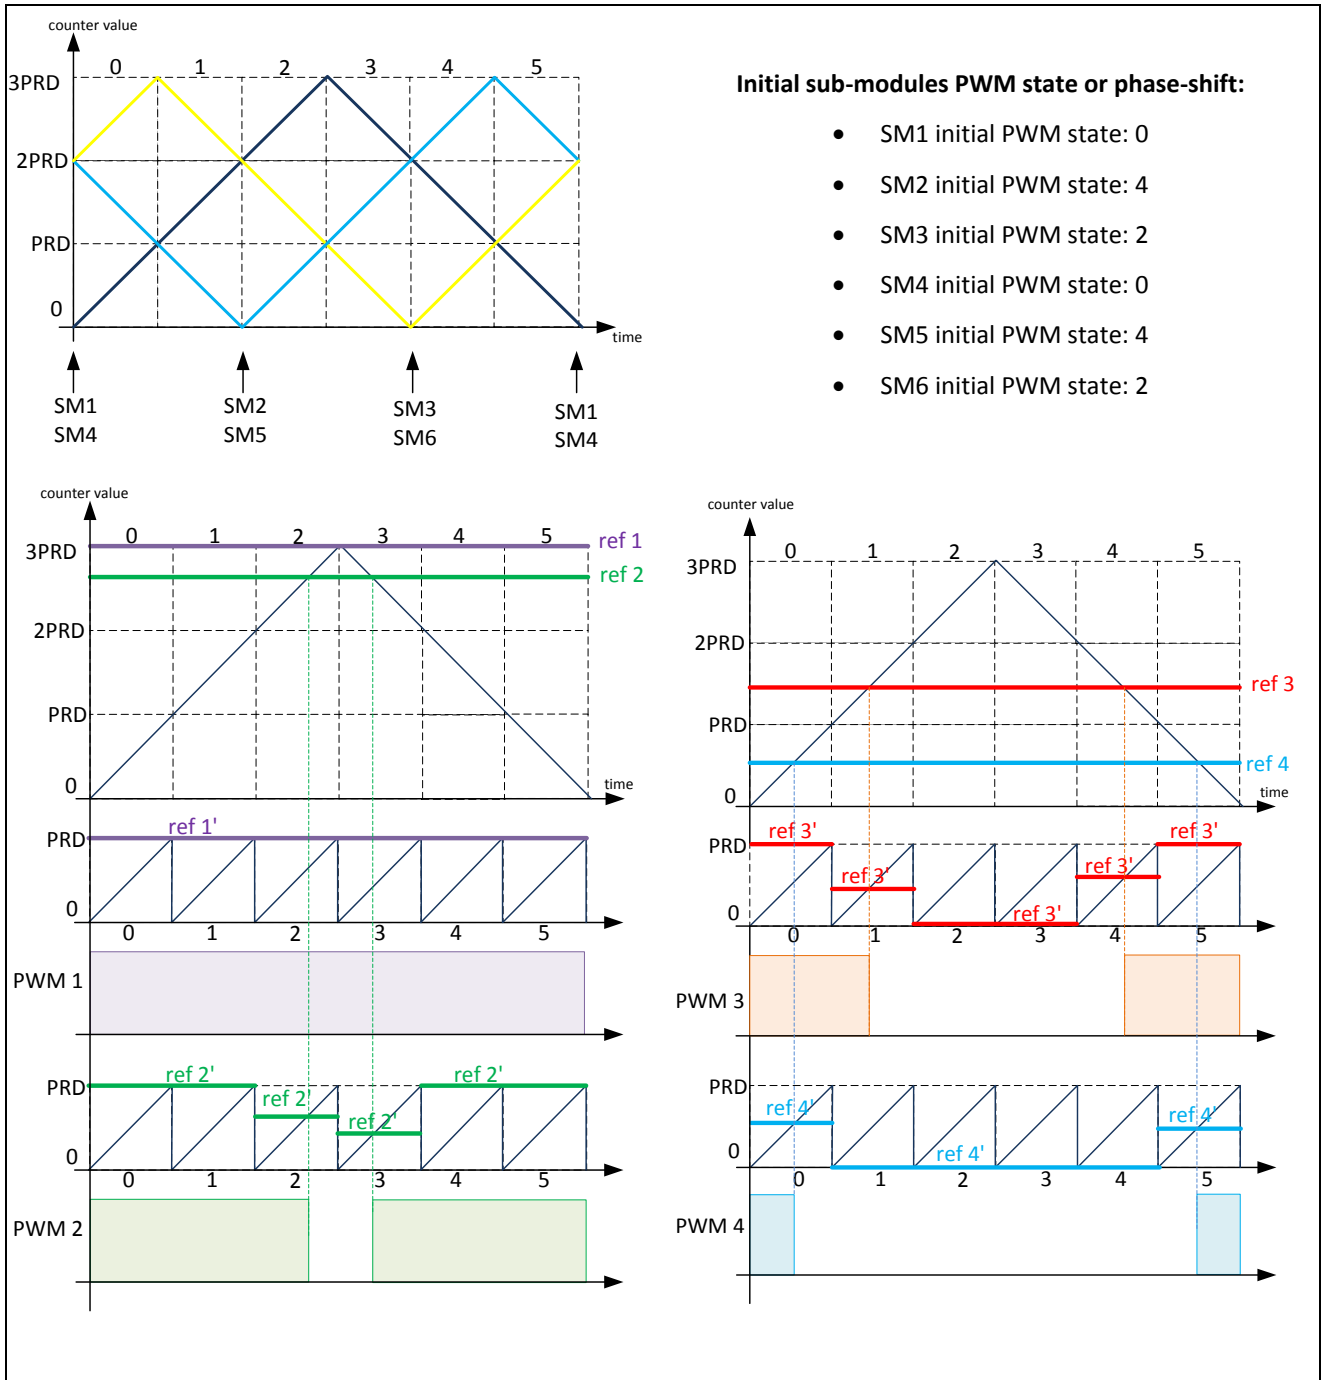 counter value
0 1 2 3 4 5
3PRD
2PRD
PRD
0
time
SM1 SM2 SM3 SM1
SM4 SM5 SM6 SM4
Initial sub-modules PWM state or phase-shift:
• SM1 initial PWM state: 0
• SM2 initial PWM state: 4
• SM3 initial PWM state: 2
• SM4 initial PWM state: 0
• SM5 initial PWM state: 4
• SM6 initial PWM state: 2
counter value
0 1 2 3 4 5
3PRD
ref 1
ref 2
2PRD
PRD
0
time
ref 1'
PRD
0
0 1 2 3 4 5
PWM 1
PRD
ref 2' ref 2' ref 2' ref 2'
0
0 1 2 3 4 5
PWM 2
counter value
0 1 2 3 4 5
3PRD
2PRD
ref 3
PRD
ref 4
0
time
ref 3' ref 3'
PRD
ref 3' ref 3'
ref 3'
0
0 1 2 3 4 5
PWM 3
PRD
ref 4' ref 4'
ref 4'
0
0 1 2 3 4 5
PWM 4